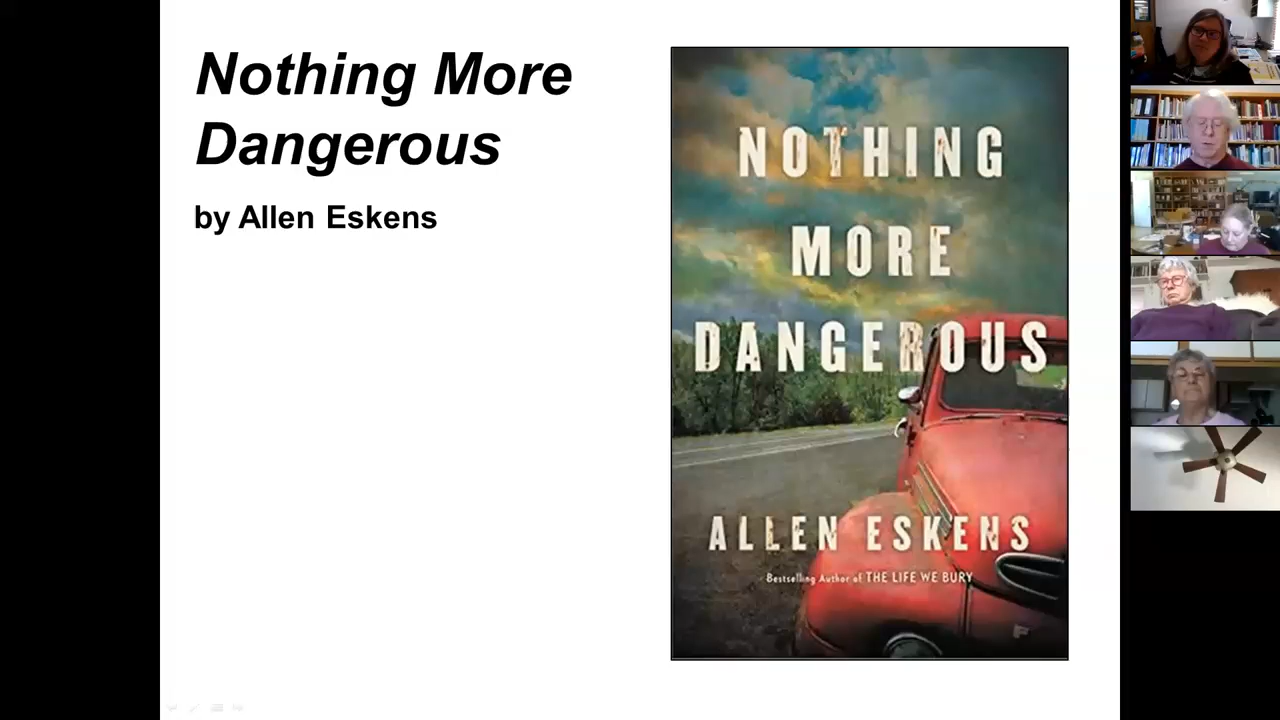 Nothing More
Dangerous
by Allen Eskens
NOTHING
MORE
DANGEROUS
ALLEN ESKENS
Bestselling Author of THE LIFE WE BURY